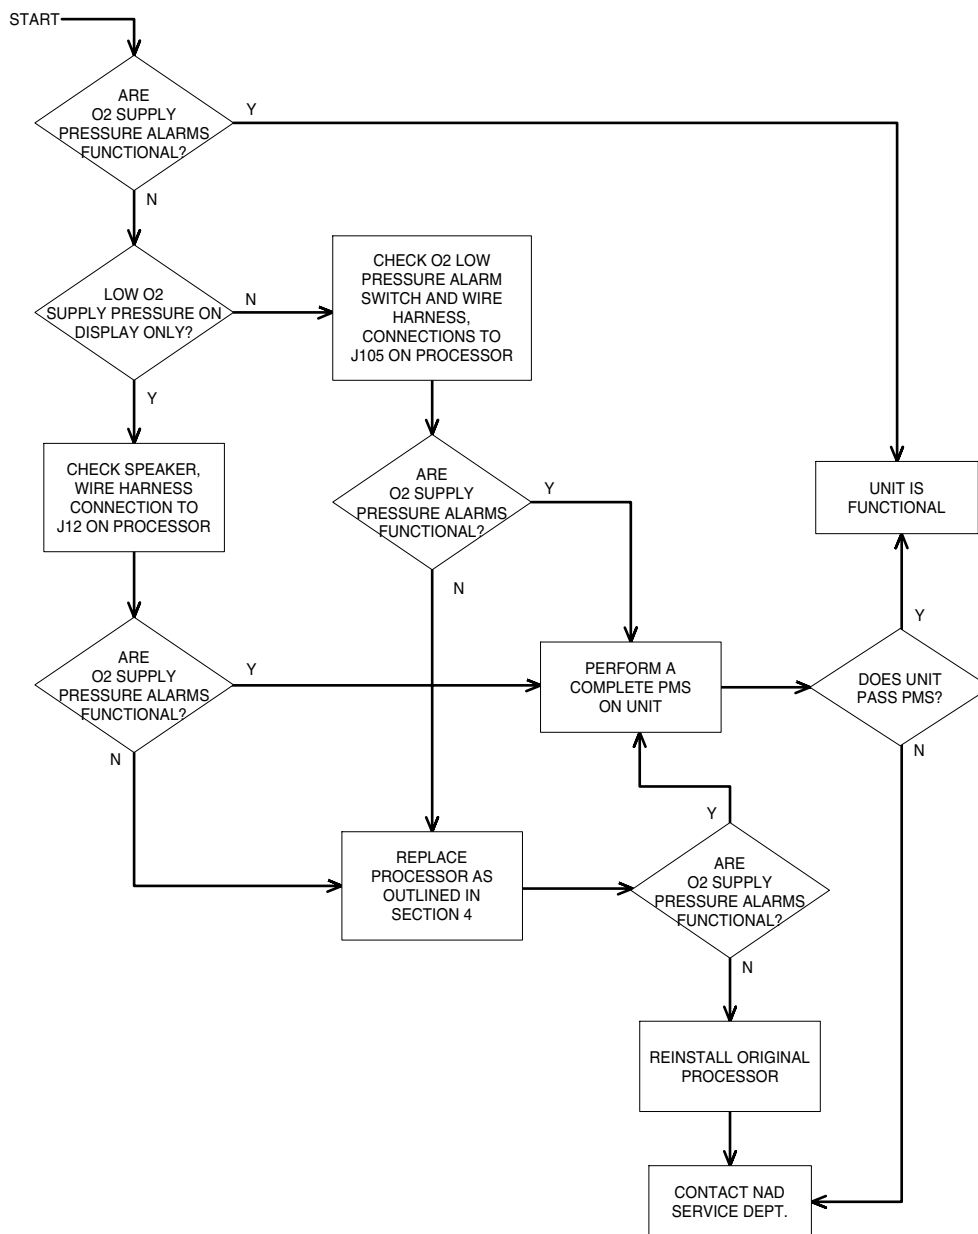 START
ARE
O2 SUPPLY
PRESSURE ALARMS
FUNCTIONAL?
Y
N
LOW O2
SUPPLY PRESSURE ON
DISPLAY ONLY?
N
Y
CHECK O2 LOW
PRESSURE ALARM
SWITCH AND WIRE
HARNESS,
CONNECTIONS TO
J105 ON PROCESSOR
CHECK SPEAKER,
WIRE HARNESS
CONNECTION TO
J12 ON PROCESSOR
ARE
O2 SUPPLY
PRESSURE ALARMS
FUNCTIONAL?
Y
N
UNIT IS
FUNCTIONAL
ARE
O2 SUPPLY
PRESSURE ALARMS
FUNCTIONAL?
Y
N
PERFORM A
COMPLETE PMS
ON UNIT
DOES UNIT
PASS PMS?
Y
N
REPLACE
PROCESSOR AS
OUTLINED IN
SECTION 4
ARE
O2 SUPPLY
PRESSURE ALARMS
FUNCTIONAL?
Y
N
REINSTALL ORIGINAL
PROCESSOR
CONTACT NAD
SERVICE DEPT.